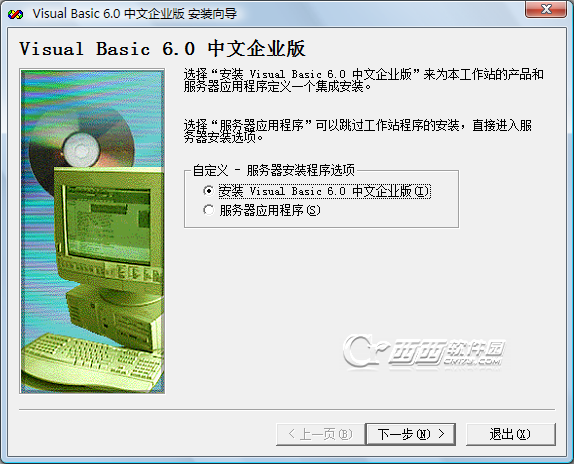 Visual Basic 6.0 中文企业版 安装向导
Visual Basic 6.0 中文企业版
选择“安装 Visual Basic 6.0 中文企业版”来为本工作站的产品和
服务器应用程序定义一个集成安装。
选择“服务器应用程序”可以跳过工作站程序的安装，直接进入服
务器安装选项。
自定义 - 服务器安装程序选项
安装 Visual Basic 6.0 中文企业版(I)
服务器应用程序(S)
西西软件园
CR173.COM
< 上一页(B) 下一步(N) > 退出(X)